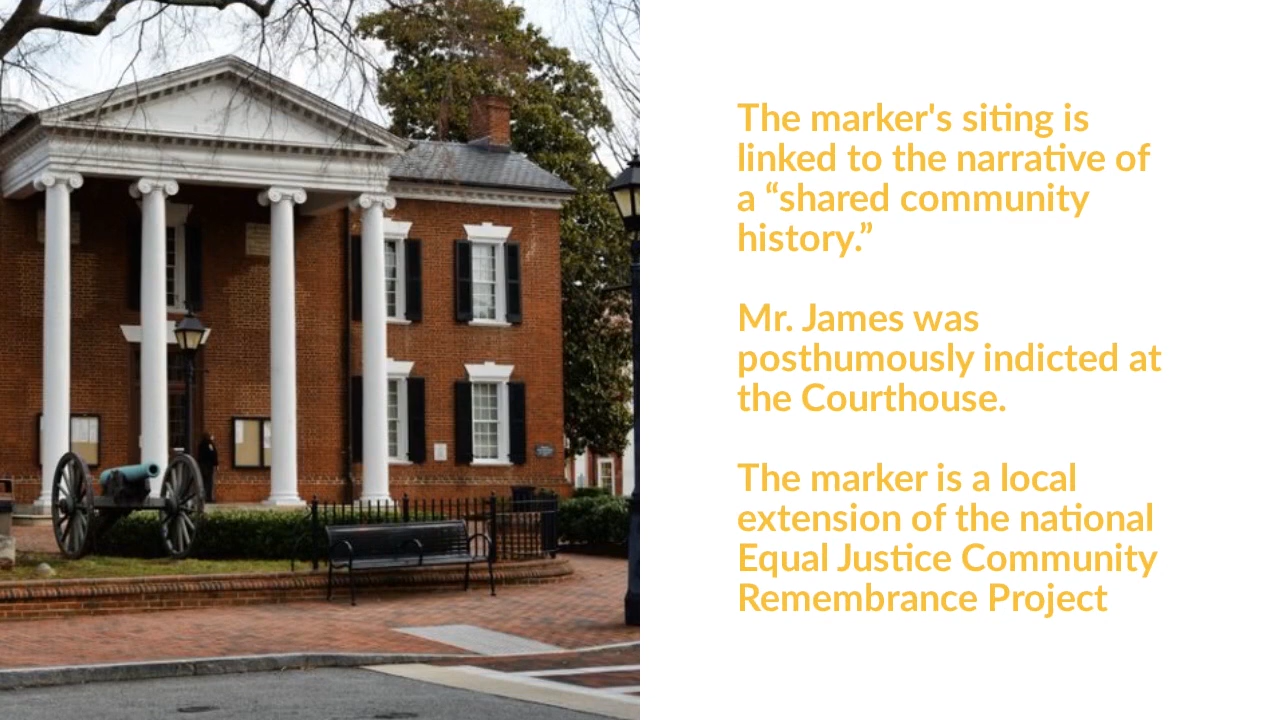 The marker's siting is
linked to the narrative of
a “shared community
history.”
Mr. James was
posthumously indicted at
the Courthouse.
The marker is a local
extension of the national
Equal Justice Community
Remembrance Project